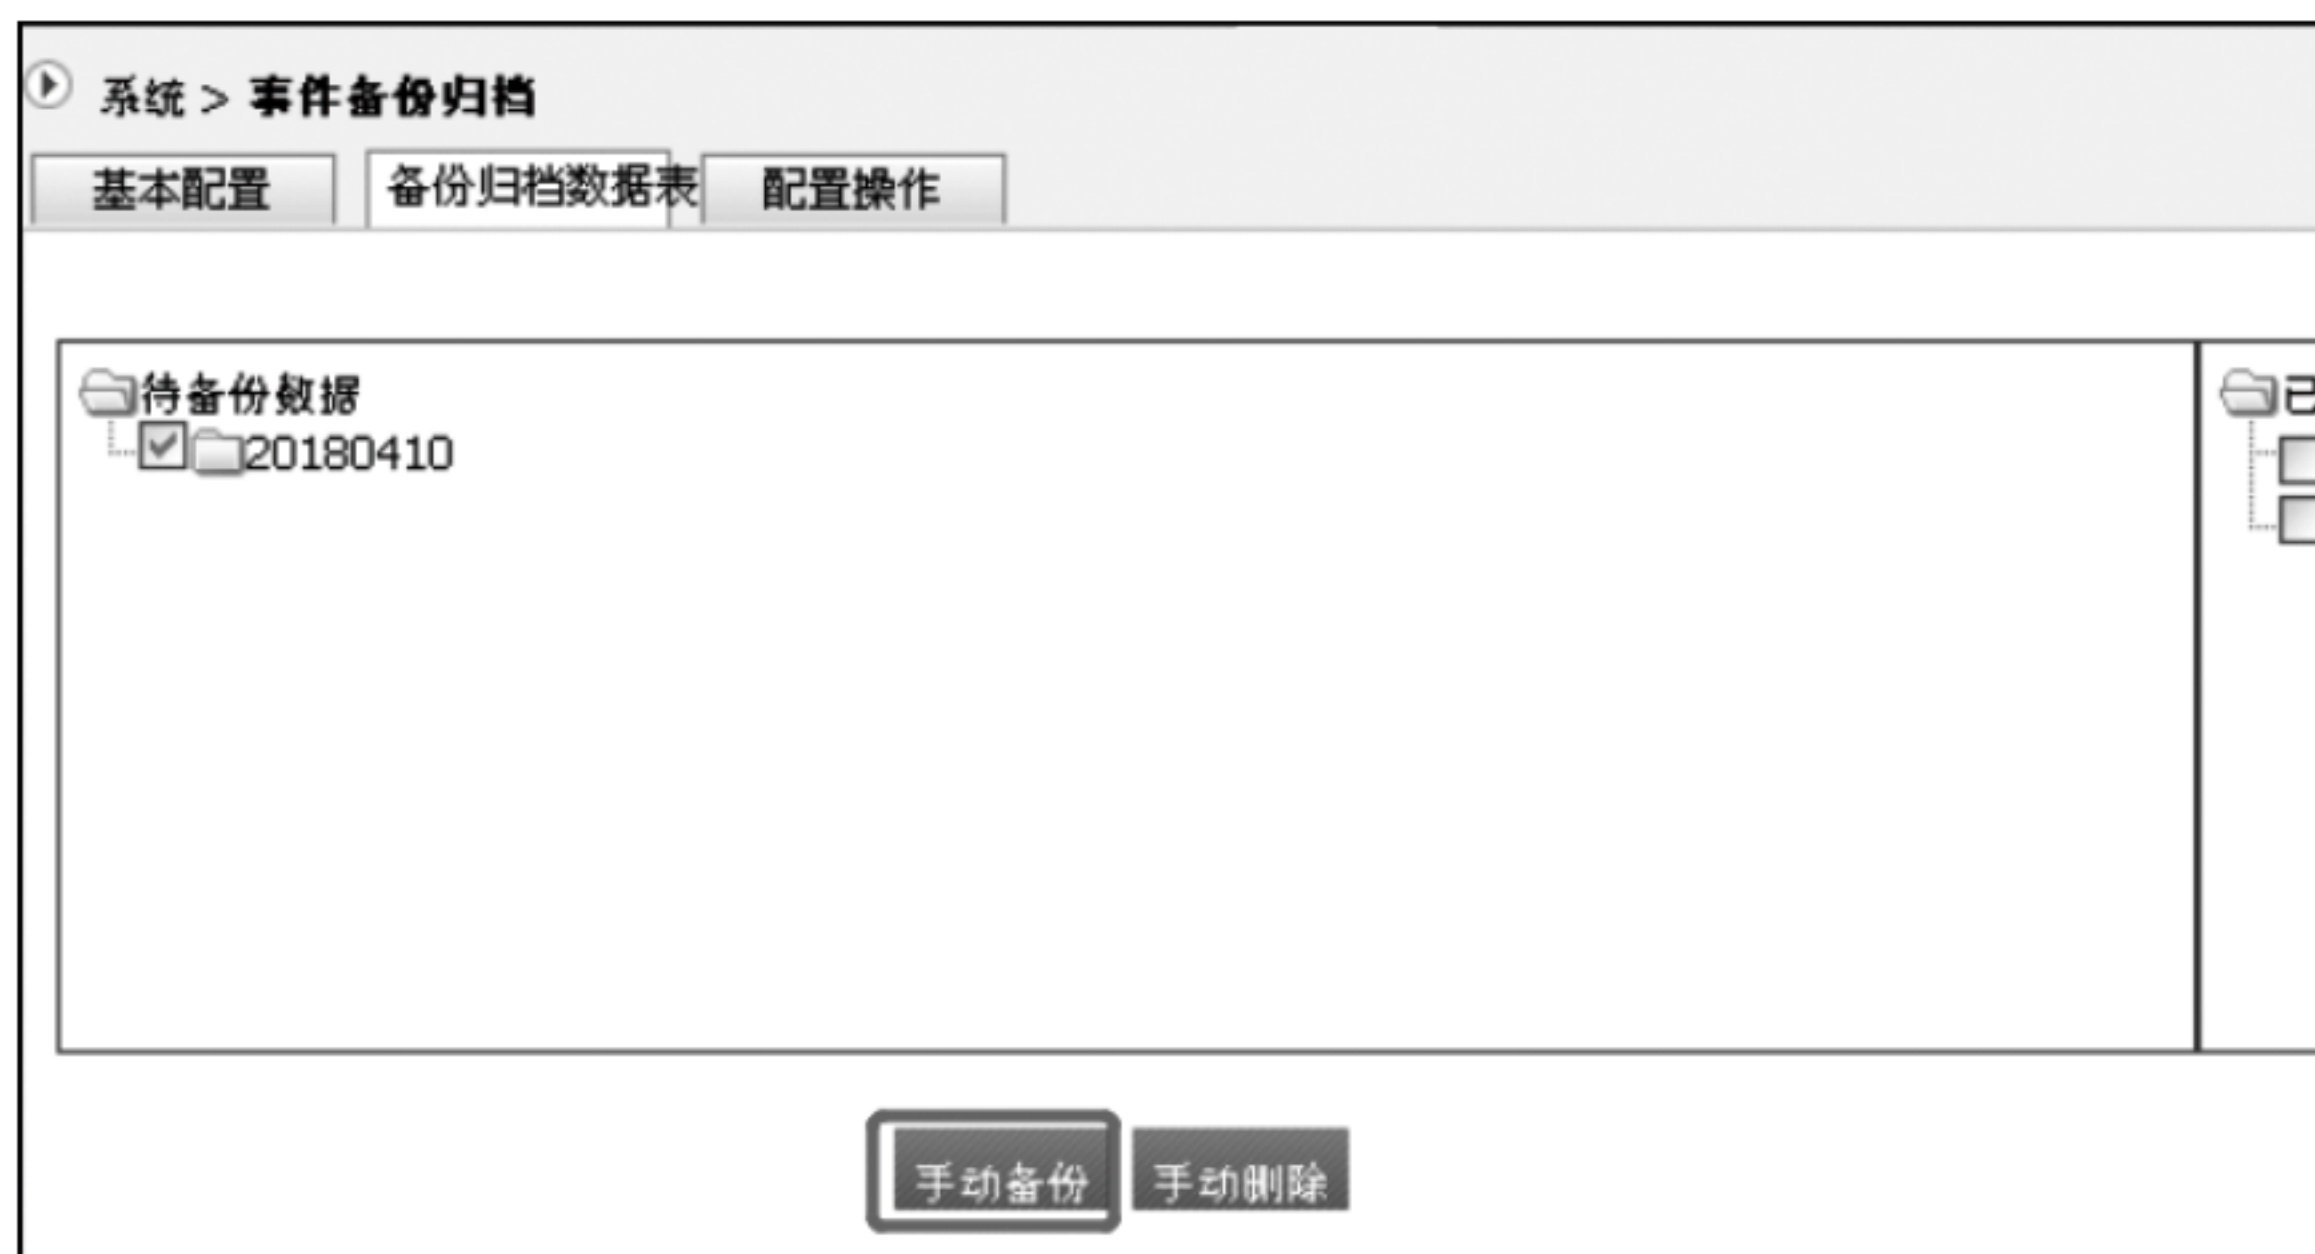 系统 > 事件备份归档
基本配置 备份归档数据表 配置操作
待备份数据 已
20180410
手动备份 手动删除